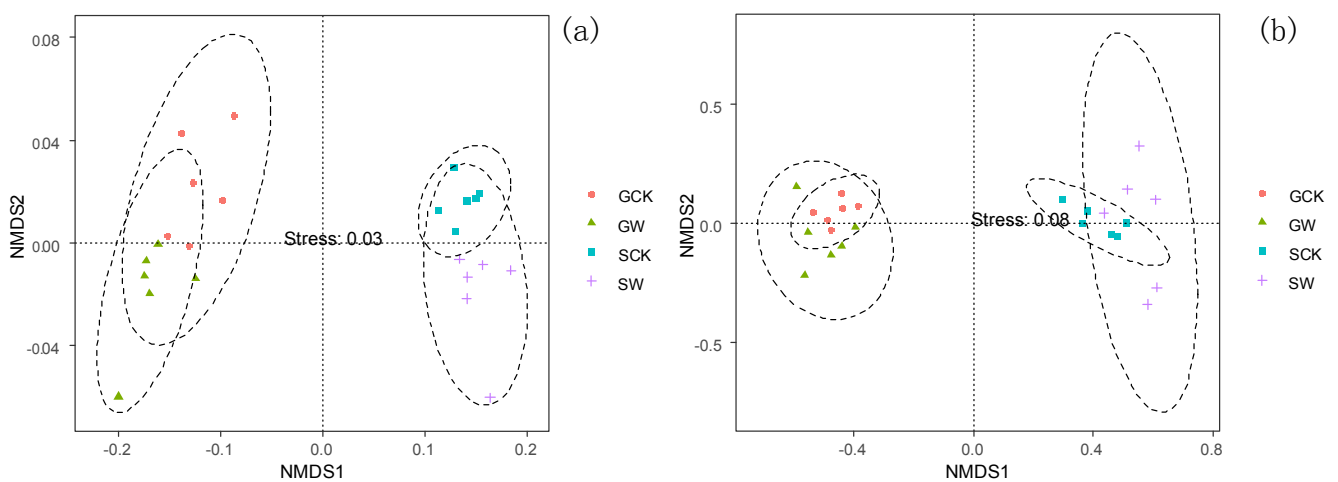 (a)
0.08
0.04
0.00
-0.04
NMDS2
Stress: 0.03
-0.2
-0.1
0.0
0.1
0.2
NMDS1
GCK
GW
SCK
SW
(b)
0.5
0.0
-0.5
NMDS2
Stress: 0.08
-0.4
0.0
0.4
0.8
NMDS1
GCK
GW
SCK
SW